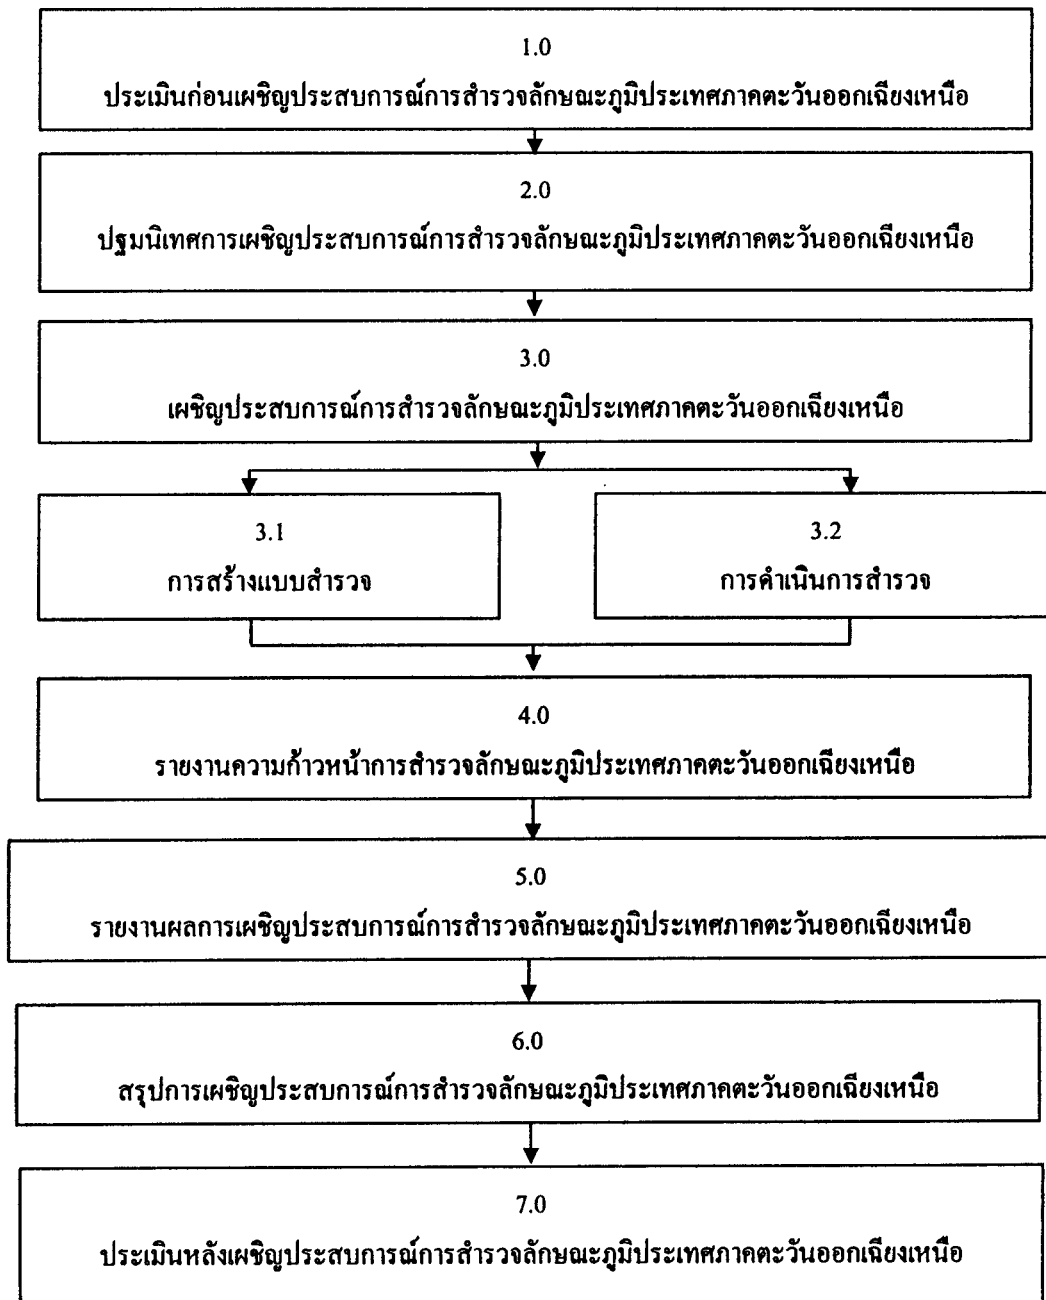 1.0
ประเมินก่อนเผชิญประสบการณ์การสำรวจลักษณะภูมิประเทศภาคตะวันออกเฉียงเหนือ
2.0
ปฐมนิเทศการเผชิญประสบการณ์การสำรวจลักษณะภูมิประเทศภาคตะวันออกเฉียงเหนือ
3.0
เผชิญประสบการณ์การสำรวจลักษณะภูมิประเทศภาคตะวันออกเฉียงเหนือ
3.1
การสร้างแบบสำรวจ
3.2
การดำเนินการสำรวจ
4.0
รายงานความก้าวหน้าการสำรวจลักษณะภูมิประเทศภาคตะวันออกเฉียงเหนือ
5.0
รายงานผลการเผชิญประสบการณ์การสำรวจลักษณะภูมิประเทศภาคตะวันออกเฉียงเหนือ
6.0
สรุปการเผชิญประสบการณ์การสำรวจลักษณะภูมิประเทศภาคตะวันออกเฉียงเหนือ
7.0
ประเมินหลังเผชิญประสบการณ์การสำรวจลักษณะภูมิประเทศภาคตะวันออกเฉียงเหนือ